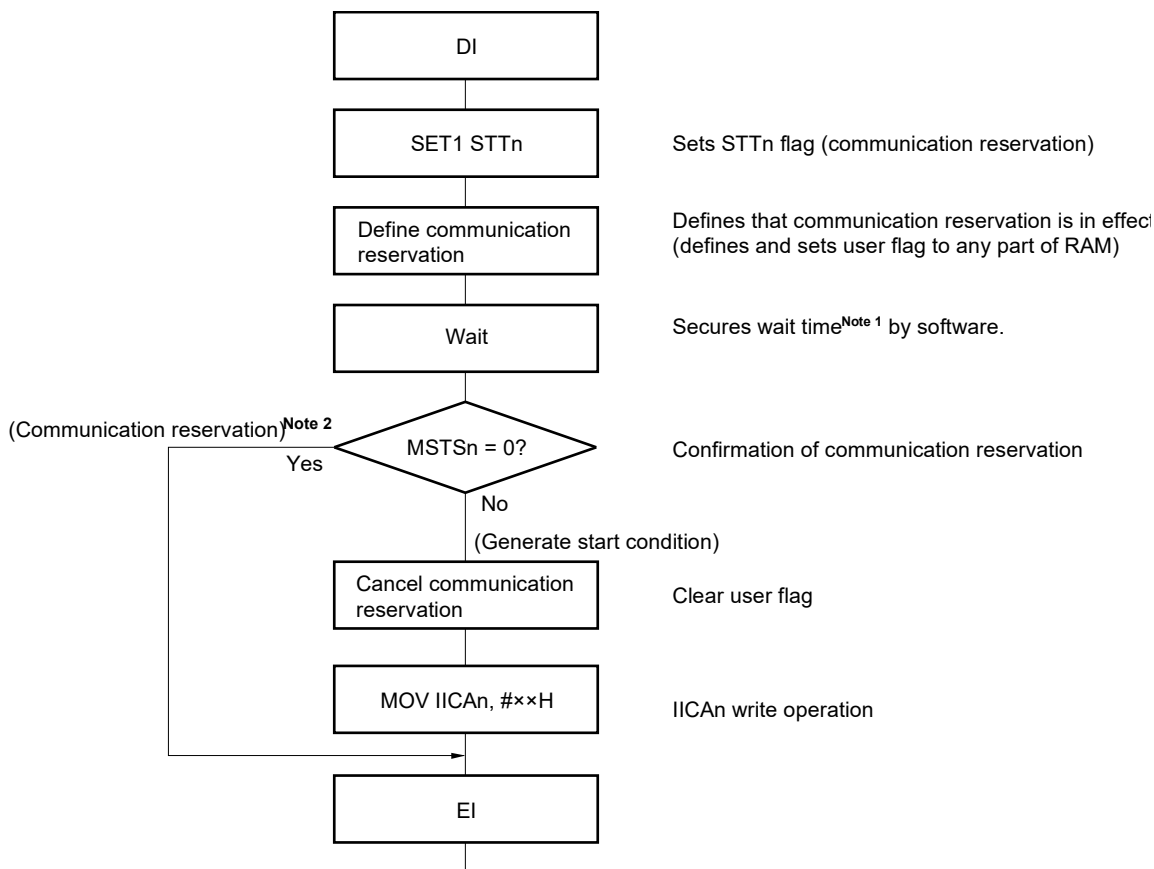 DI
SET1 STTn
Sets STTn flag (communication reservation)
Define communication
reservation
Defines that communication reservation is in effect
(defines and sets user flag to any part of RAM)
Wait
Secures wait time Note 1 by software.
(Communication reservation) Note 2
Yes
MSTSn = 0?
Confirmation of communication reservation
No
(Generate start condition)
Cancel communication
reservation
Clear user flag
MOV IICAn, #××H
IICAn write operation
EI